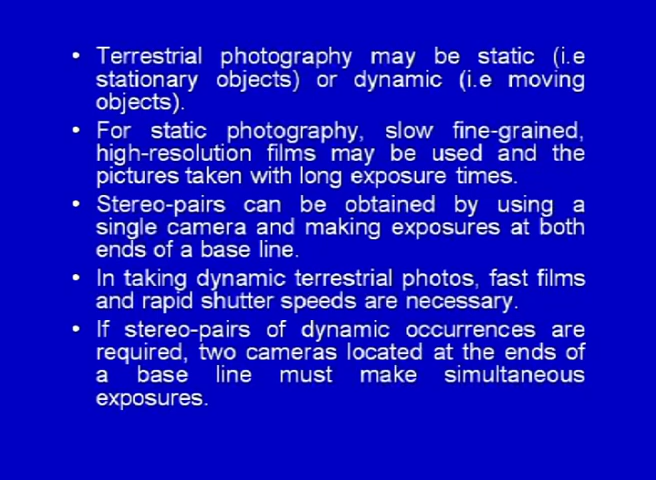 • Terrestrial photography may be static (i.e
stationary objects) or dynamic (i.e moving
objects).
• For static photography, slow fine-grained,
high-resolution films may be used and the
pictures taken with long exposure times.
• Stereo-pairs can be obtained by using a
single camera and making exposures at both
ends of a base line.
• In taking dynamic terrestrial photos, fast films
and rapid shutter speeds are necessary.
• If stereo-pairs of dynamic occurrences are
required, two cameras located at the ends of
a base line must make simultaneous
exposures.